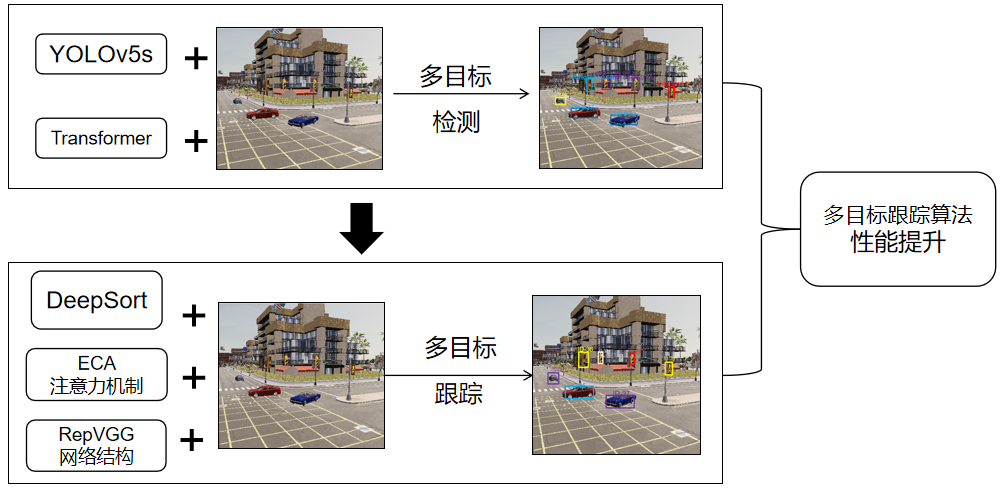 YOLOv5s
Transformer
多目标
检测
多目标跟踪算法
性能提升
DeepSort
ECA
注意力机制
RepVGG
网络结构
多目标
跟踪